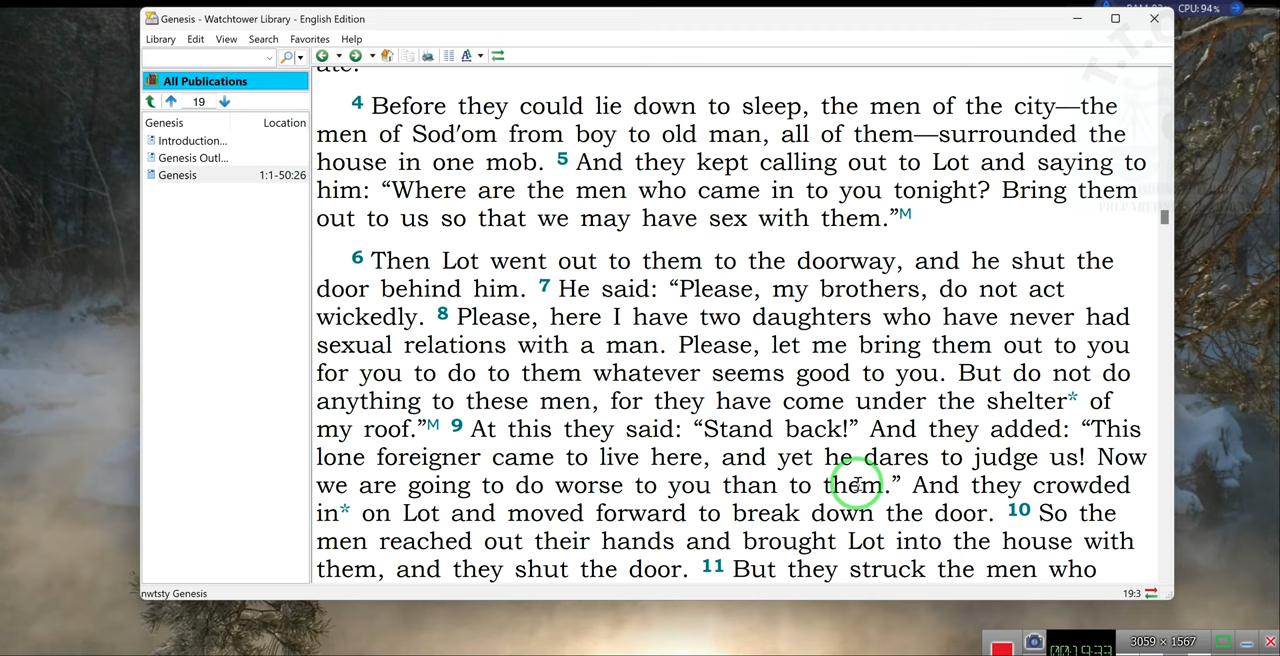 CPU: 94%
Genesis - Watchtower Library - English Edition
Library Edit View Search Favorites Help
All Publications
19
Genesis Location
Introduction...
Genesis Outl...
Genesis 1:1-50:26
ate.
4 Before they could lie down to sleep, the men of the city—the
men of Sodʹom from boy to old man, all of them—surrounded the
house in one mob. 5 And they kept calling out to Lot and saying to
him: “Where are the men who came in to you tonight? Bring them
out to us so that we may have sex with them.”M
6 Then Lot went out to them to the doorway, and he shut the
door behind him. 7 He said: “Please, my brothers, do not act
wickedly. 8 Please, here I have two daughters who have never had
sexual relations with a man. Please, let me bring them out to you
for you to do to them whatever seems good to you. But do not do
anything to these men, for they have come under the shelter* of
my roof.”M 9 At this they said: “Stand back!” And they added: “This
lone foreigner came to live here, and yet he dares to judge us! Now
we are going to do worse to you than to them.” And they crowded
in* on Lot and moved forward to break down the door. 10 So the
men reached out their hands and brought Lot into the house with
them, and they shut the door. 11 But they struck the men who
nwtsty Genesis 19:3
3059 × 1567